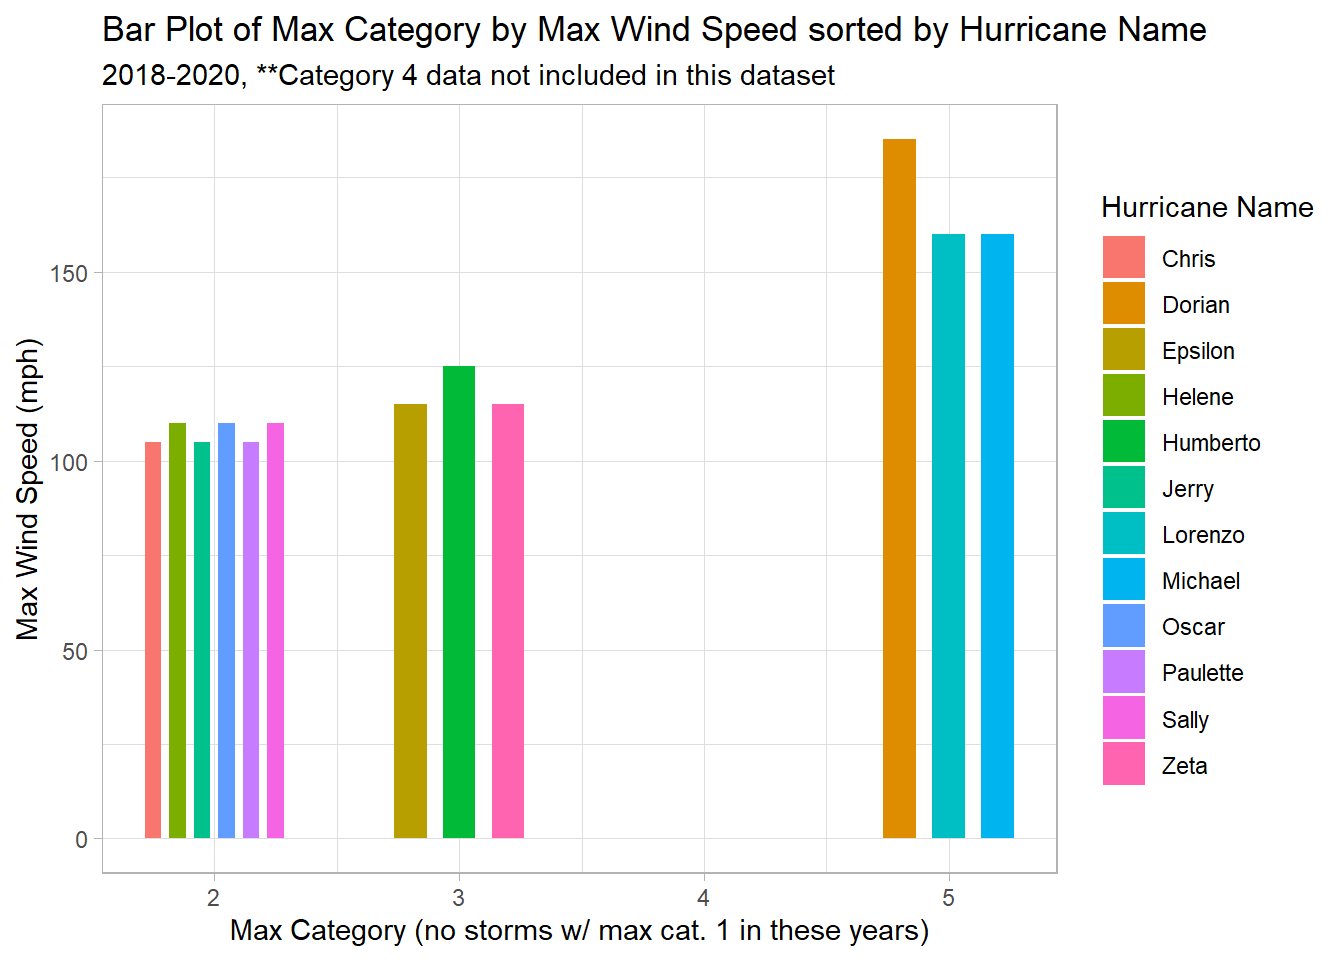 Bar Plot of Max Category by Max Wind Speed sorted by Hurricane Name
2018-2020, **Category 4 data not included in this dataset
Max Wind Speed (mph)
150
100
50
0
2 3 4 5
Max Category (no storms w/ max cat. 1 in these years)
Hurricane Name
Chris
Dorian
Epsilon
Helene
Humberto
Jerry
Lorenzo
Michael
Oscar
Paulette
Sally
Zeta